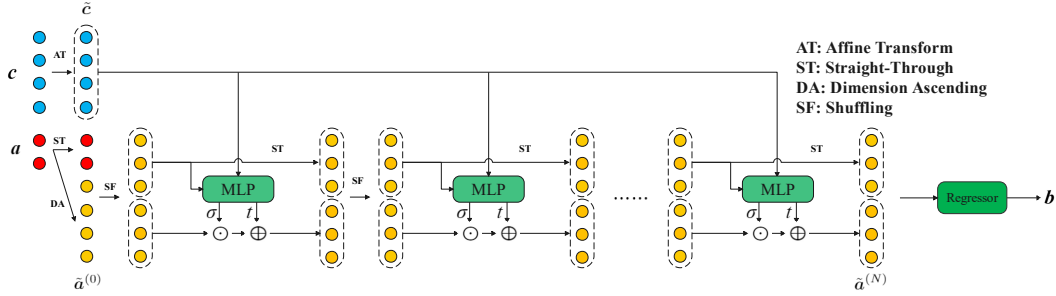 c̃
AT
c
AT: Affine Transform
ST: Straight-Through
DA: Dimension Ascending
SF: Shuffling
a
ST
DA
SF
ST
MLP
σ t
SF
ST
MLP
σ t
......
ST
MLP
σ t
Regressor
b
ã(0)
ã(N)